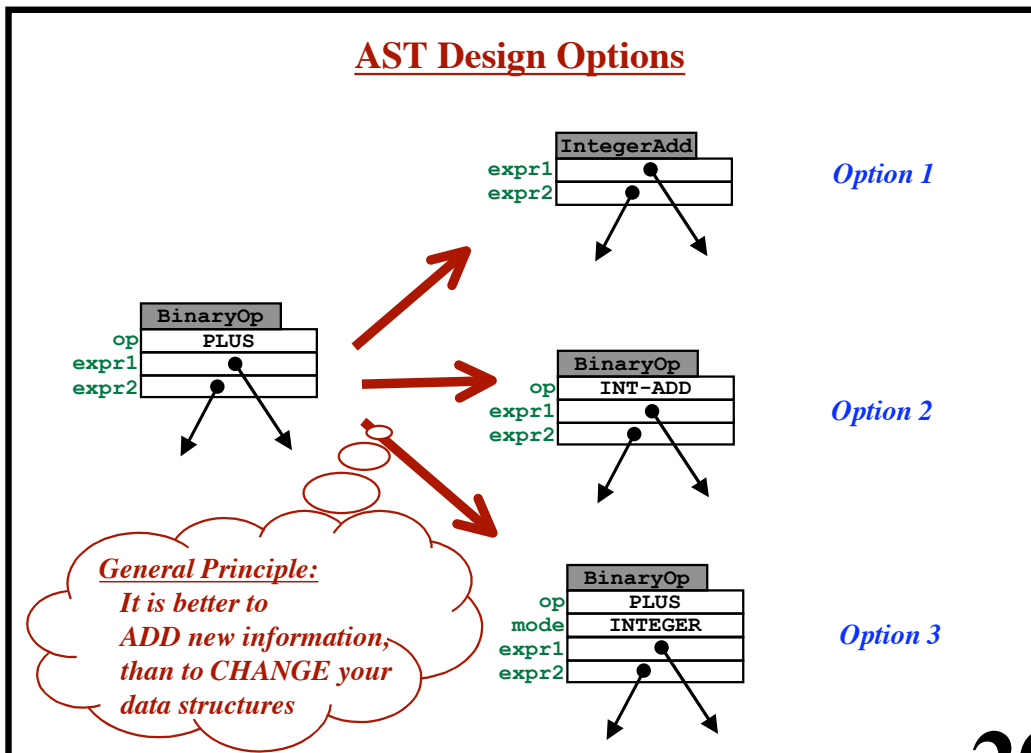 AST Design Options
IntegerAdd
expr1
expr2
Option 1
BinaryOp
op PLUS
expr1
expr2
BinaryOp
op INT-ADD
expr1
expr2
Option 2
General Principle:
It is better to
ADD new information,
than to CHANGE your
data structures
BinaryOp
op PLUS
mode INTEGER
expr1
expr2
Option 3